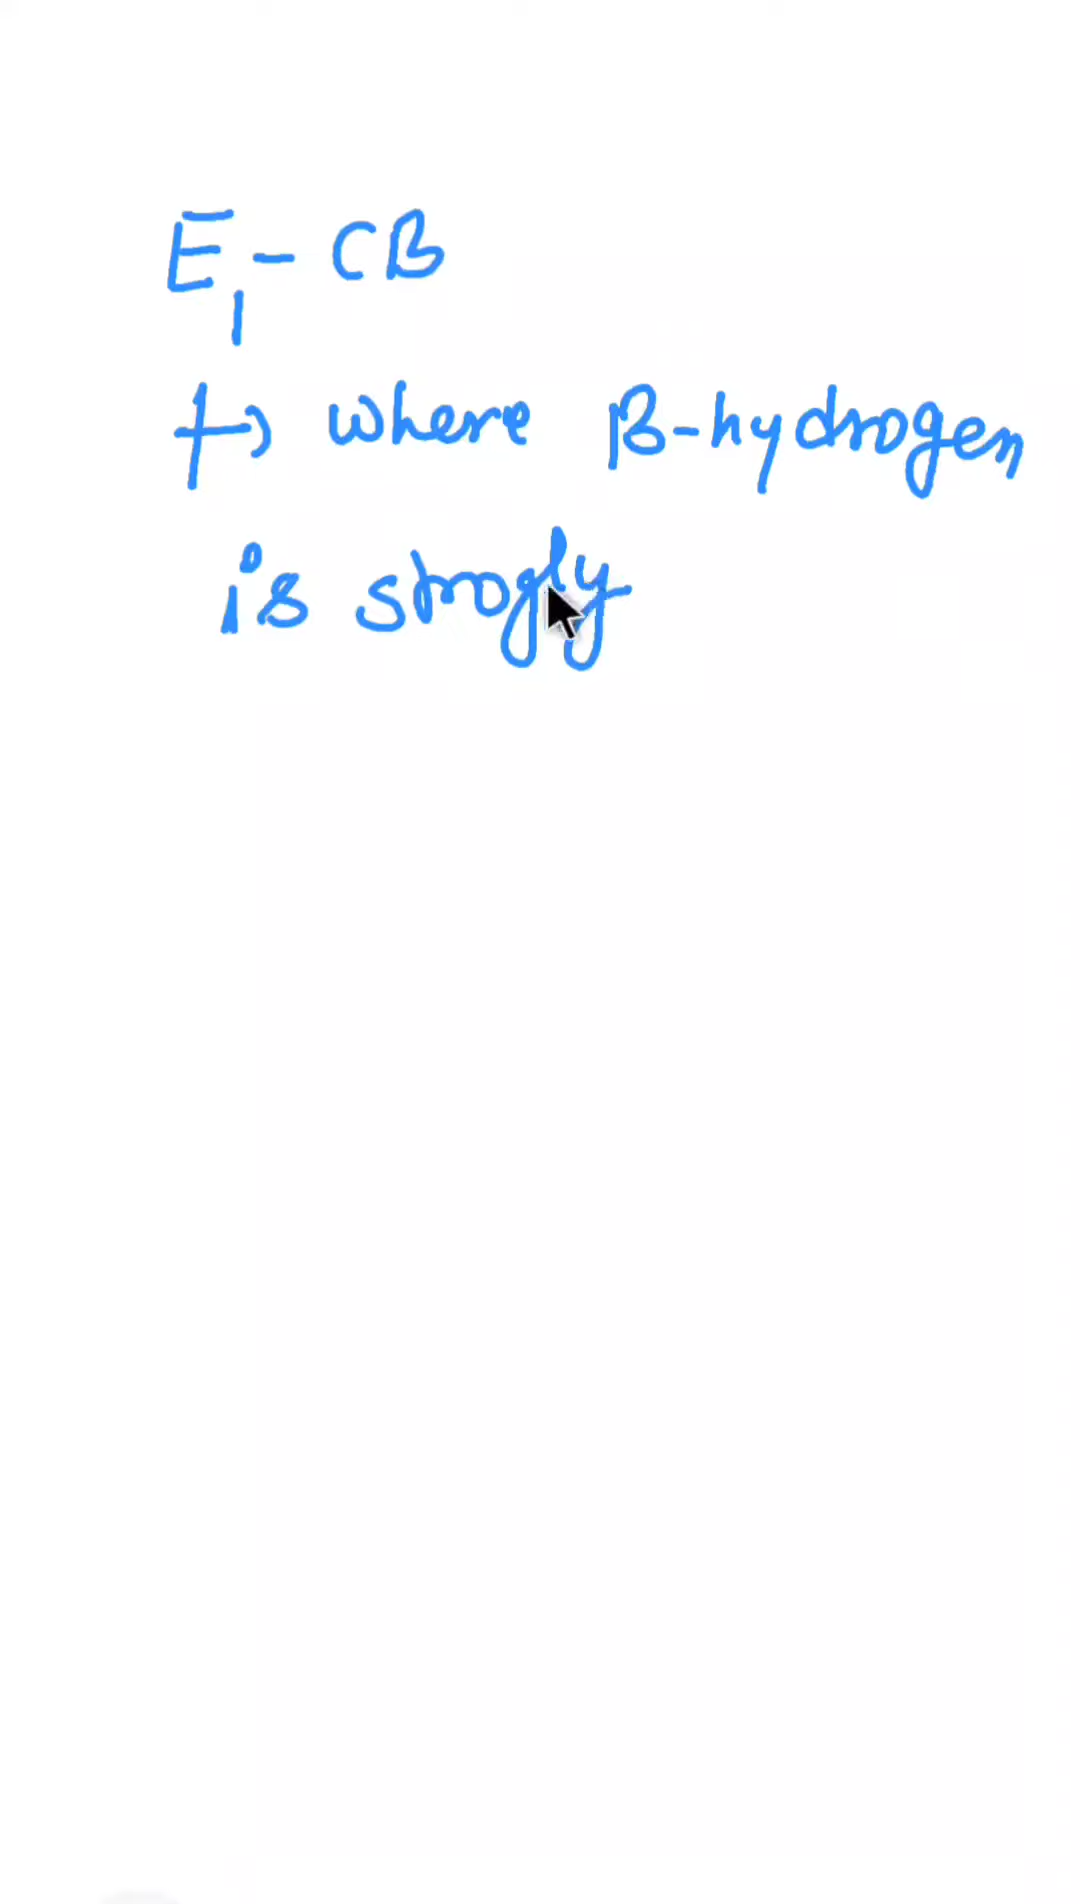 E1 - CB
↳ where β-hydrogen
is strogly